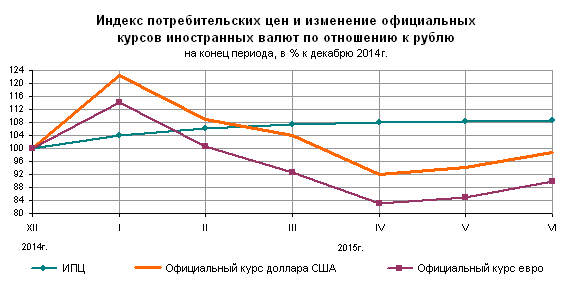 Индекс потребительских цен и изменение официальных
курсов иностранных валют по отношению к рублю
на конец периода, в % к декабрю 2014г.
124
120
116
112
108
104
100
96
92
88
84
80
XII I II III IV V VI
2014г. 2015г.
ИПЦ Официальный курс доллара США Официальный курс евро